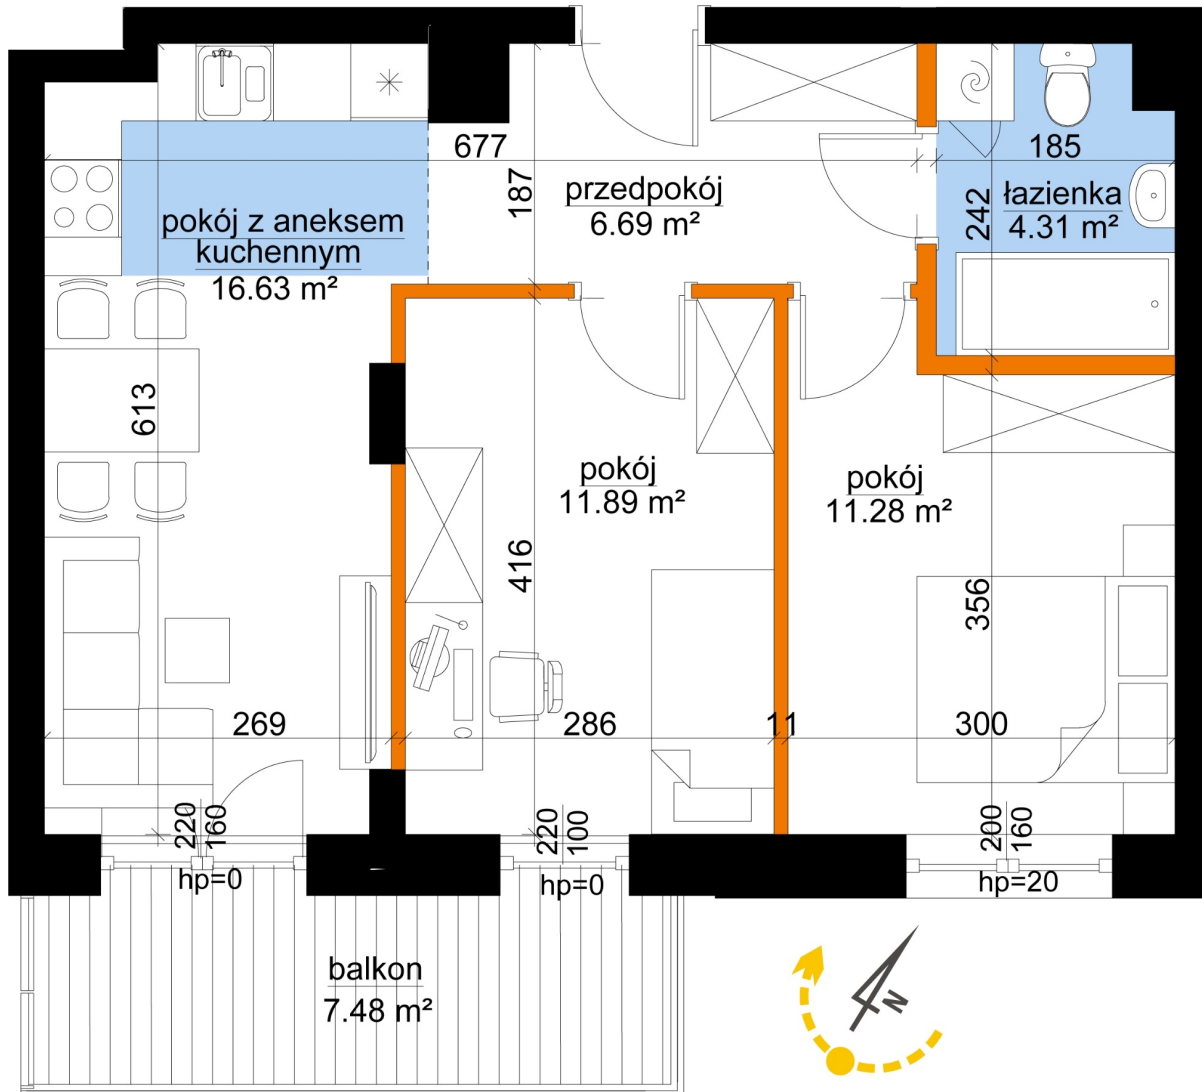 677
187
przedpokój
6.69 m²
185
łazienka
4.31 m²
242
pokój z aneksem
kuchennym
16.63 m²
613
pokój
11.89 m²
pokój
11.28 m²
416
356
269
286
11
300
220
160
hp=0
220
100
hp=0
200
160
hp=20
balkon
7.48 m²
N